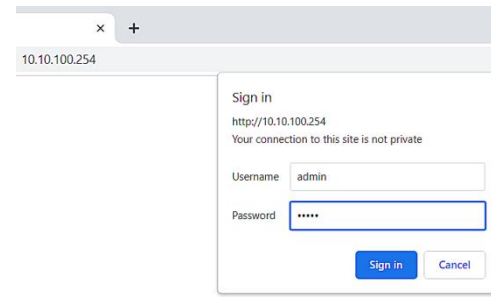 10.10.100.254
Sign in
http://10.10.100.254
Your connection to this site is not private
Username admin
Password •••••
Sign in Cancel